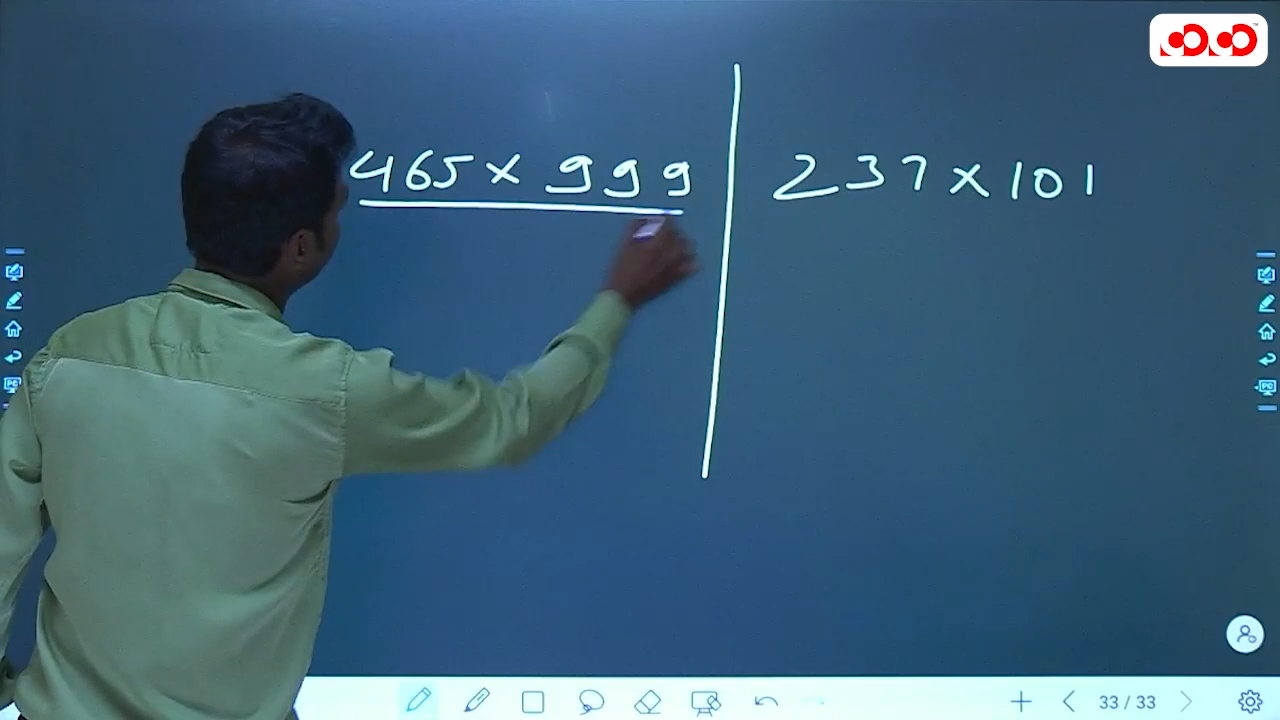 465 × 999
237 × 101
33 / 33